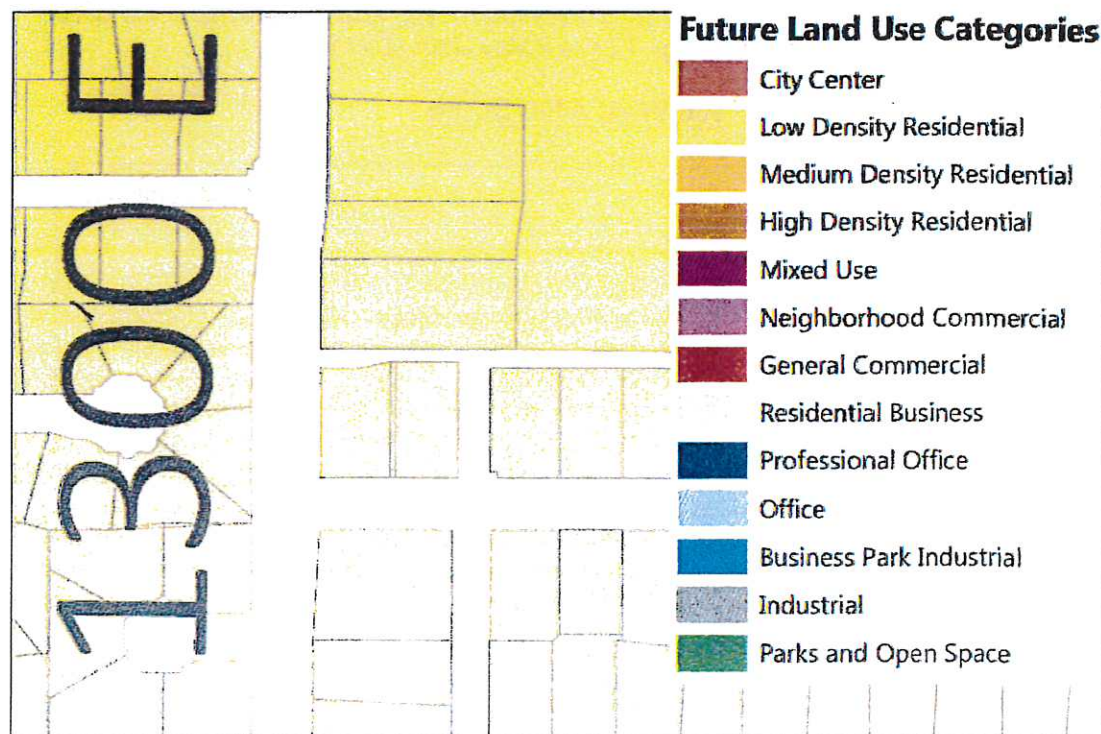 1300 E
Future Land Use Categories
City Center
Low Density Residential
Medium Density Residential
High Density Residential
Mixed Use
Neighborhood Commercial
General Commercial
Residential Business
Professional Office
Office
Business Park Industrial
Industrial
Parks and Open Space